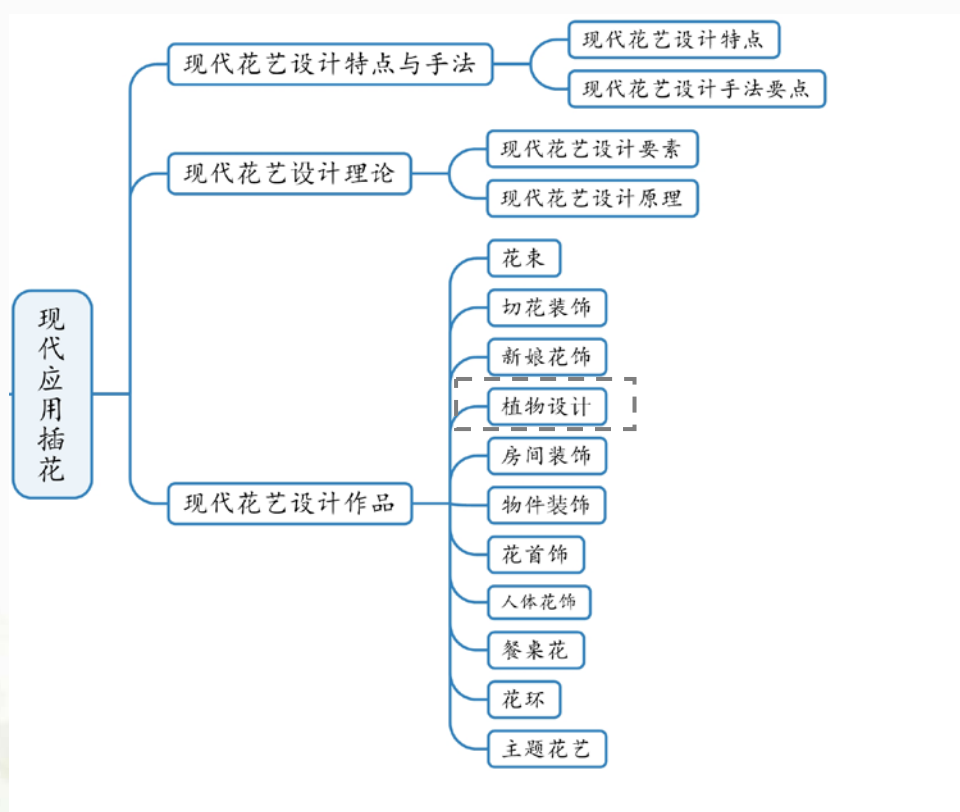 现代应用插花
现代花艺设计特点与手法
现代花艺设计特点
现代花艺设计手法要点
现代花艺设计理论
现代花艺设计要素
现代花艺设计原理
现代花艺设计作品
花束
切花装饰
新娘花饰
植物设计
房间装饰
物件装饰
花首饰
人体花饰
餐桌花
花环
主题花艺